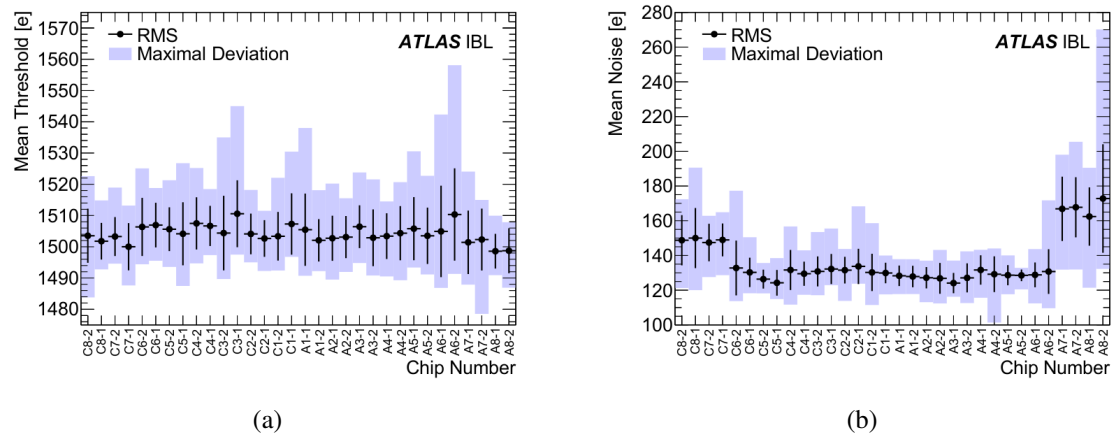 Mean Threshold [e]
1570
1560
1550
1540
1530
1520
1510
1500
1490
1480
RMS
Maximal Deviation
ATLAS IBL
C8-2
C8-1
C7-2
C7-1
C6-2
C6-1
C5-2
C5-1
C4-2
C4-1
C3-2
C3-1
C2-2
C2-1
C1-2
C1-1
A1-1
A1-2
A2-1
A2-2
A3-1
A3-2
A4-1
A4-2
A5-1
A5-2
A6-1
A6-2
A7-1
A7-2
A8-1
A8-2
Chip Number
(a)
Mean Noise [e]
280
260
240
220
200
180
160
140
120
100
RMS
Maximal Deviation
ATLAS IBL
C8-2
C8-1
C7-2
C7-1
C6-2
C6-1
C5-2
C5-1
C4-2
C4-1
C3-2
C3-1
C2-2
C2-1
C1-2
C1-1
A1-1
A1-2
A2-1
A2-2
A3-1
A3-2
A4-1
A4-2
A5-1
A5-2
A6-1
A6-2
A7-1
A7-2
A8-1
A8-2
Chip Number
(b)